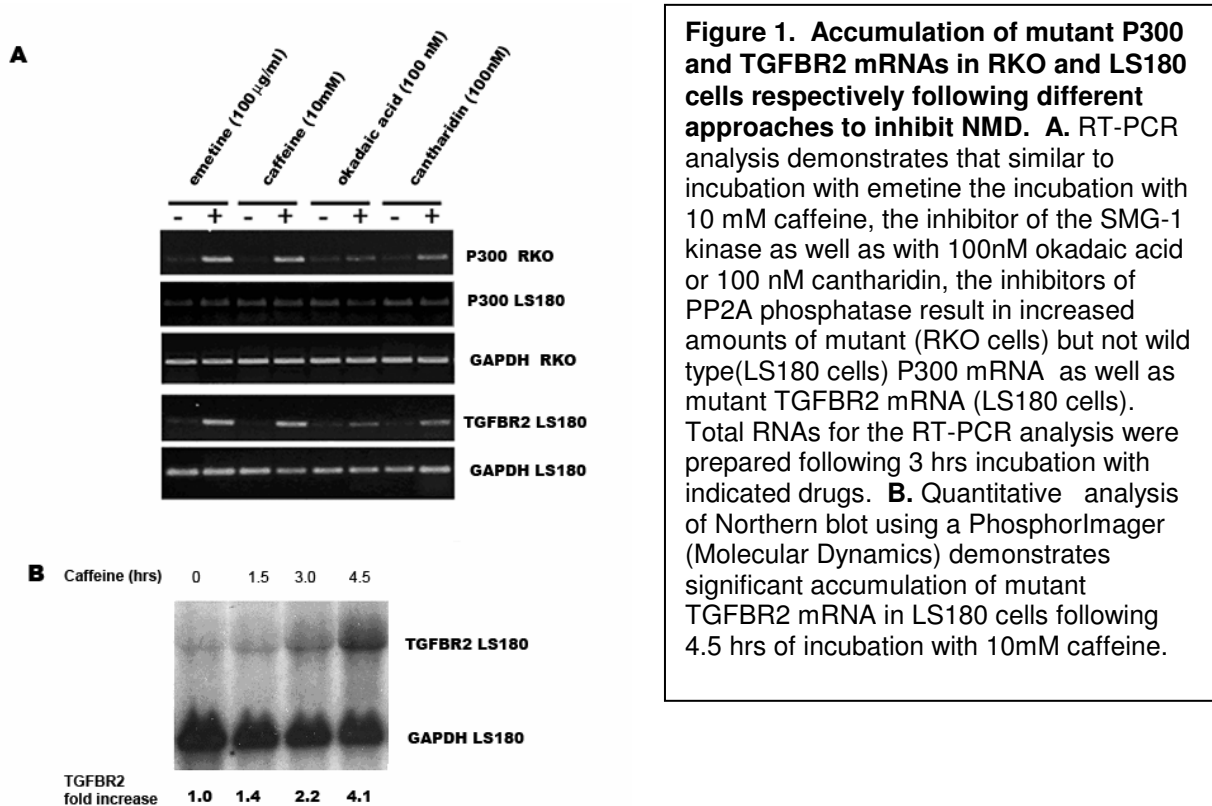 A
emetine (100 µg/ml)
caffeine (10mM)
okadaic acid (100 nM)
cantharidin (100nM)
- + - + - + - +
P300 RKO
P300 LS180
GAPDH RKO
TGFBR2 LS180
GAPDH LS180
B Caffeine (hrs) 0 1.5 3.0 4.5
TGFBR2 LS180
GAPDH LS180
TGFBR2
fold increase 1.0 1.4 2.2 4.1
Figure 1. Accumulation of mutant P300
and TGFBR2 mRNAs in RKO and LS180
cells respectively following different
approaches to inhibit NMD. A. RT-PCR
analysis demonstrates that similar to
incubation with emetine the incubation with
10 mM caffeine, the inhibitor of the SMG-1
kinase as well as with 100nM okadaic acid
or 100 nM cantharidin, the inhibitors of
PP2A phosphatase result in increased
amounts of mutant (RKO cells) but not wild
type(LS180 cells) P300 mRNA as well as
mutant TGFBR2 mRNA (LS180 cells).
Total RNAs for the RT-PCR analysis were
prepared following 3 hrs incubation with
indicated drugs. B. Quantitative analysis
of Northern blot using a PhosphorImager
(Molecular Dynamics) demonstrates
significant accumulation of mutant
TGFBR2 mRNA in LS180 cells following
4.5 hrs of incubation with 10mM caffeine.